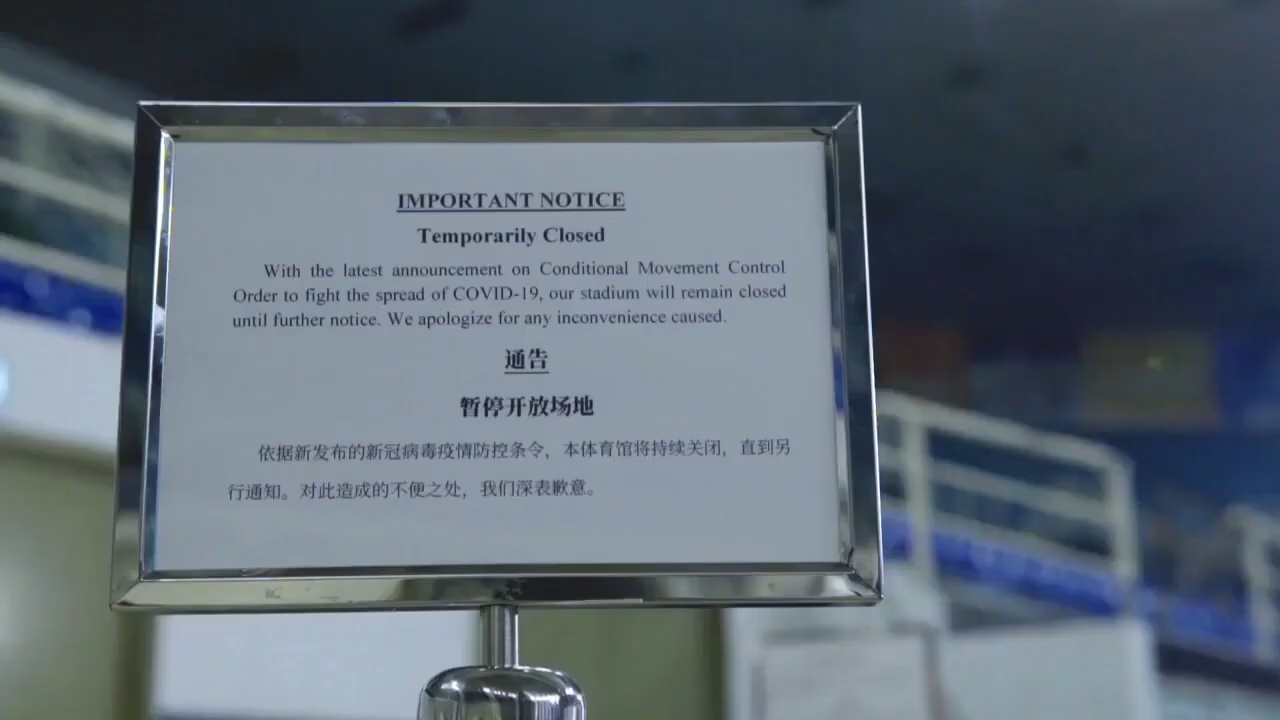 IMPORTANT NOTICE
Temporarily Closed
With the latest announcement on Conditional Movement Control
Order to fight the spread of COVID-19, our stadium will remain closed
until further notice. We apologize for any inconvenience caused.
通告
暂停开放场地
依据新发布的新冠病毒疫情防控条令，本体育馆将持续关闭，直到另
行通知。对此造成的不便之处，我们深表歉意。